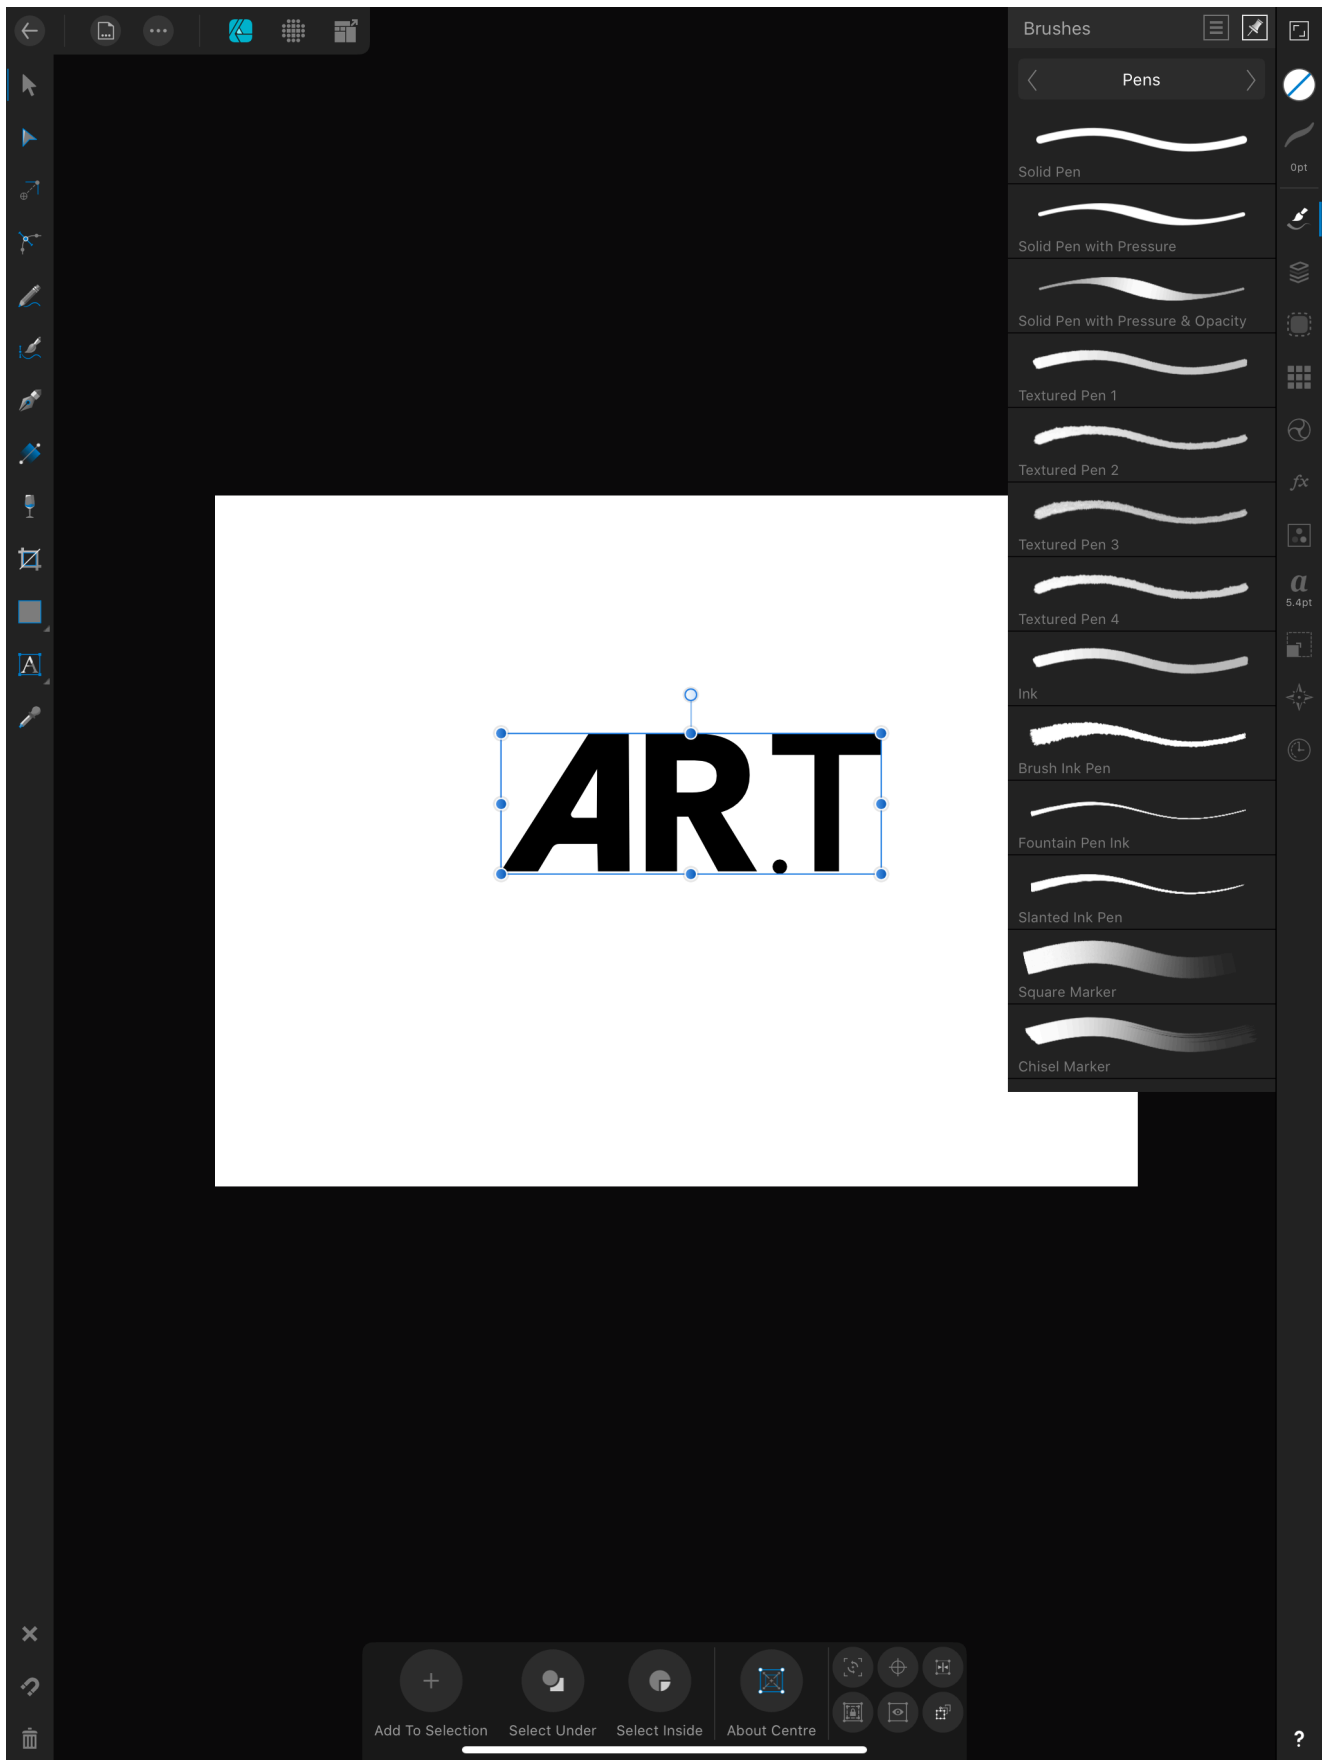 Brushes
Pens
Solid Pen
Solid Pen with Pressure
Solid Pen with Pressure & Opacity
Textured Pen 1
Textured Pen 2
Textured Pen 3
Textured Pen 4
Ink
Brush Ink Pen
Fountain Pen Ink
Slanted Ink Pen
Square Marker
Chisel Marker
0pt
fx
a
5.4pt
A
ART.T
Add To Selection
Select Under
Select Inside
About Centre
?